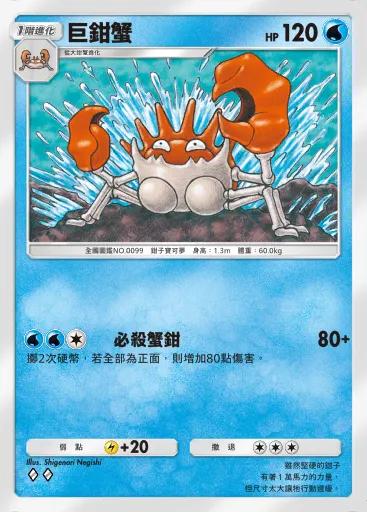 1階進化
巨鉗蟹
HP 120
從大鉗蟹進化
全國圖鑑NO.0099 鉗子寶可夢 身高：1.3m 體重：60.0kg
必殺蟹鉗 80+
擲2次硬幣，若全部為正面，則增加80點傷害。
弱點 +20 撤退
Illus. Shigenori Negishi
雖然堅硬的鉗子
有著１萬馬力的力量，
但尺寸太大讓牠行動遲緩。